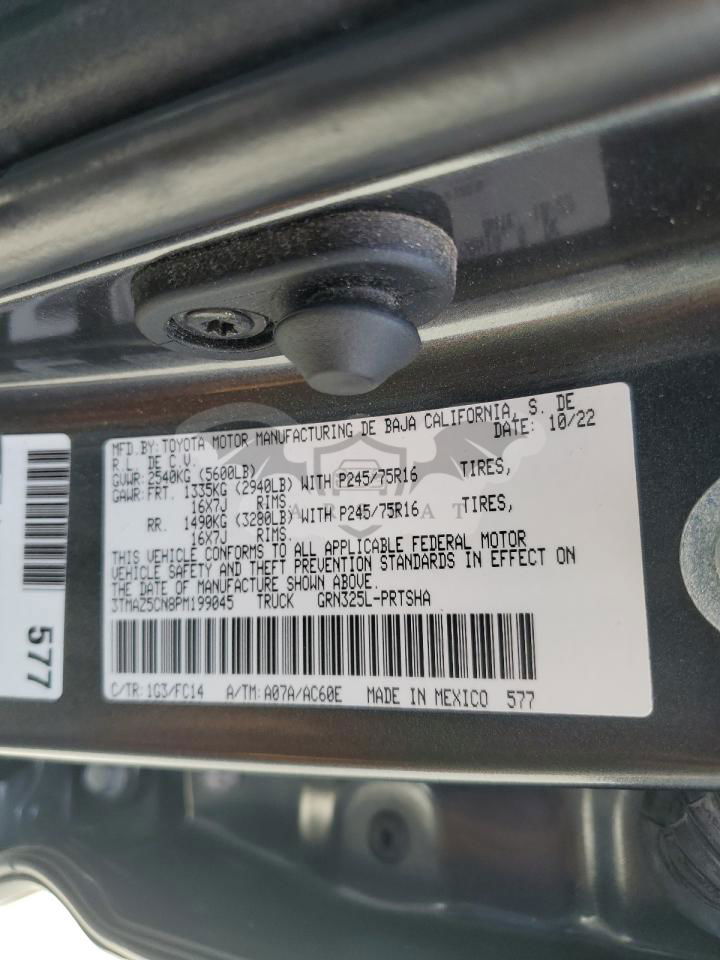 MFD.BY:TOYOTA MOTOR MANUFACTURING DE BAJA CALIFORNIA, S. DE
R.L. DE C.V. DATE: 10/22
GVWR: 2540KG (5600LB)
GAWR: FRT. 1335KG (2940LB) WITH P245/75R16 TIRES,
16X7J RIMS.
RR. 1490KG (3280LB) WITH P245/75R16 TIRES,
16X7J RIMS.
THIS VEHICLE CONFORMS TO ALL APPLICABLE FEDERAL MOTOR
VEHICLE SAFETY AND THEFT PREVENTION STANDARDS IN EFFECT ON
THE DATE OF MANUFACTURE SHOWN ABOVE.
3TMAZ5CN8PM199045 TRUCK GRN325L-PRTSHA
C/TR: 1G3/FC14 A/TM: A07A/AC60E MADE IN MEXICO 577
577